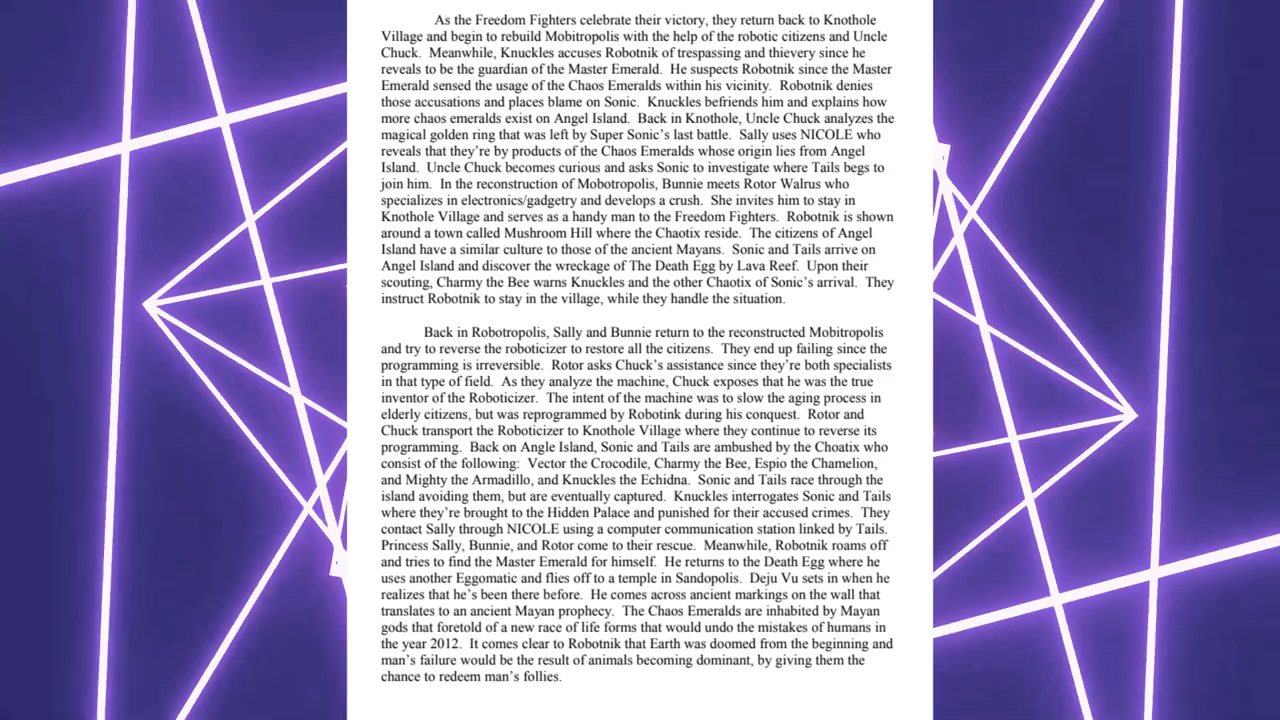 As the Freedom Fighters celebrate their victory, they return back to Knothole
Village and begin to rebuild Mobitropolis with the help of the robotic citizens and Uncle
Chuck. Meanwhile, Knuckles accuses Robotnik of trespassing and thievery since he
reveals to be the guardian of the Master Emerald. He suspects Robotnik since the Master
Emerald sensed the usage of the Chaos Emeralds within his vicinity. Robotnik denies
those accusations and places blame on Sonic. Knuckles befriends him and explains how
more chaos emeralds exist on Angel Island. Back in Knothole, Uncle Chuck analyzes the
magical golden ring that was left by Super Sonic's last battle. Sally uses NICOLE who
reveals that they're by products of the Chaos Emeralds whose origin lies from Angel
Island. Uncle Chuck becomes curious and asks Sonic to investigate where Tails begs to
join him. In the reconstruction of Mobotropolis, Bunnie meets Rotor Walrus who
specializes in electronics/gadgetry and develops a crush. She invites him to stay in
Knothole Village and serves as a handy man to the Freedom Fighters. Robotnik is shown
around a town called Mushroom Hill where the Chaotix reside. The citizens of Angel
Island have a similar culture to those of the ancient Mayans. Sonic and Tails arrive on
Angel Island and discover the wreckage of The Death Egg by Lava Reef. Upon their
scouting, Charmy the Bee warns Knuckles and the other Chaotix of Sonic's arrival. They
instruct Robotnik to stay in the village, while they handle the situation.
Back in Robotropolis, Sally and Bunnie return to the reconstructed Mobitropolis
and try to reverse the roboticizer to restore all the citizens. They end up failing since the
programming is irreversible. Rotor asks Chuck's assistance since they're both specialists
in that type of field. As they analyze the machine, Chuck exposes that he was the true
inventor of the Roboticizer. The intent of the machine was to slow the aging process in
elderly citizens, but was reprogrammed by Robotink during his conquest. Rotor and
Chuck transport the Roboticizer to Knothole Village where they continue to reverse its
programming. Back on Angle Island, Sonic and Tails are ambushed by the Choatix who
consist of the following: Vector the Crocodile, Charmy the Bee, Espio the Chamelion,
and Mighty the Armadillo, and Knuckles the Echidna. Sonic and Tails race through the
island avoiding them, but are eventually captured. Knuckles interrogates Sonic and Tails
where they're brought to the Hidden Palace and punished for their accused crimes. They
contact Sally through NICOLE using a computer communication station linked by Tails.
Princess Sally, Bunnie, and Rotor come to their rescue. Meanwhile, Robotnik roams off
and tries to find the Master Emerald for himself. He returns to the Death Egg where he
uses another Eggomatic and flies off to a temple in Sandopolis. Deju Vu sets in when he
realizes that he's been there before. He comes across ancient markings on the wall that
translates to an ancient Mayan prophecy. The Chaos Emeralds are inhabited by Mayan
gods that foretold of a new race of life forms that would undo the mistakes of humans in
the year 2012. It comes clear to Robotnik that Earth was doomed from the beginning and
man's failure would be the result of animals becoming dominant, by giving them the
chance to redeem man's follies.